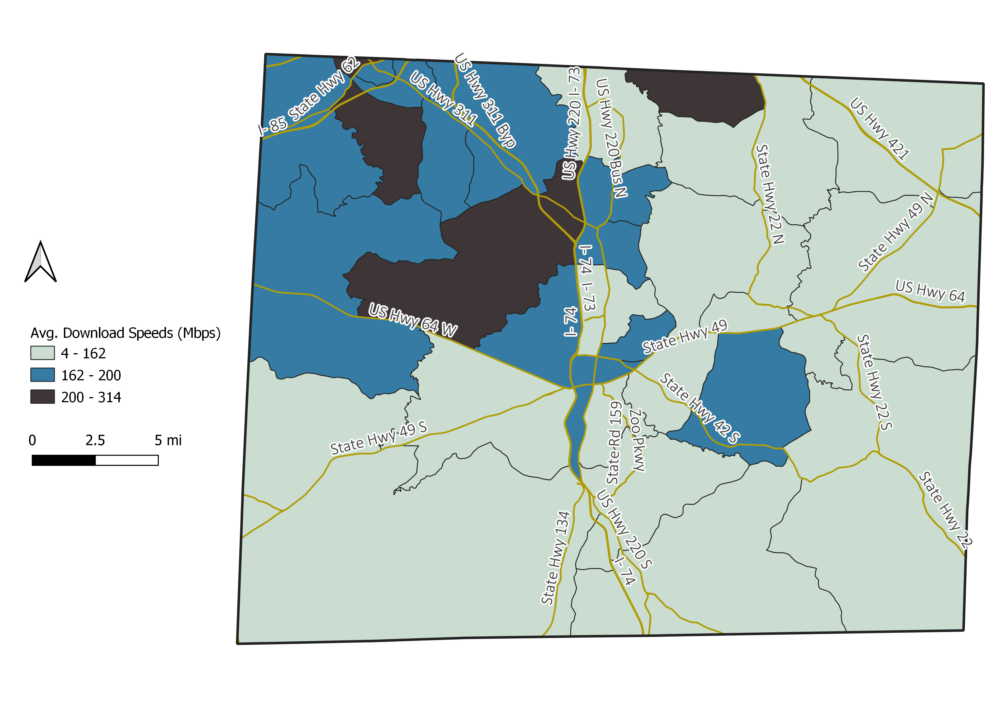 State Hwy 62
I- 85
US Hwy 311
US Hwy 311 Byp
I- 73
US Hwy 220
US Hwy 220 Bus N
US Hwy 421
State Hwy 22 N
State Hwy 49 N
US Hwy 64
I- 74
I- 73
I- 74
US Hwy 64 W
State Hwy 49
Avg. Download Speeds (Mbps)
4 - 162
162 - 200
200 - 314
0 2.5 5 mi
State Hwy 49 S
State Rd 159
Zoo Pkwy
State Hwy 42 S
State Hwy 22 S
State Hwy 22
State Hwy 134
US Hwy 220 S
I- 74